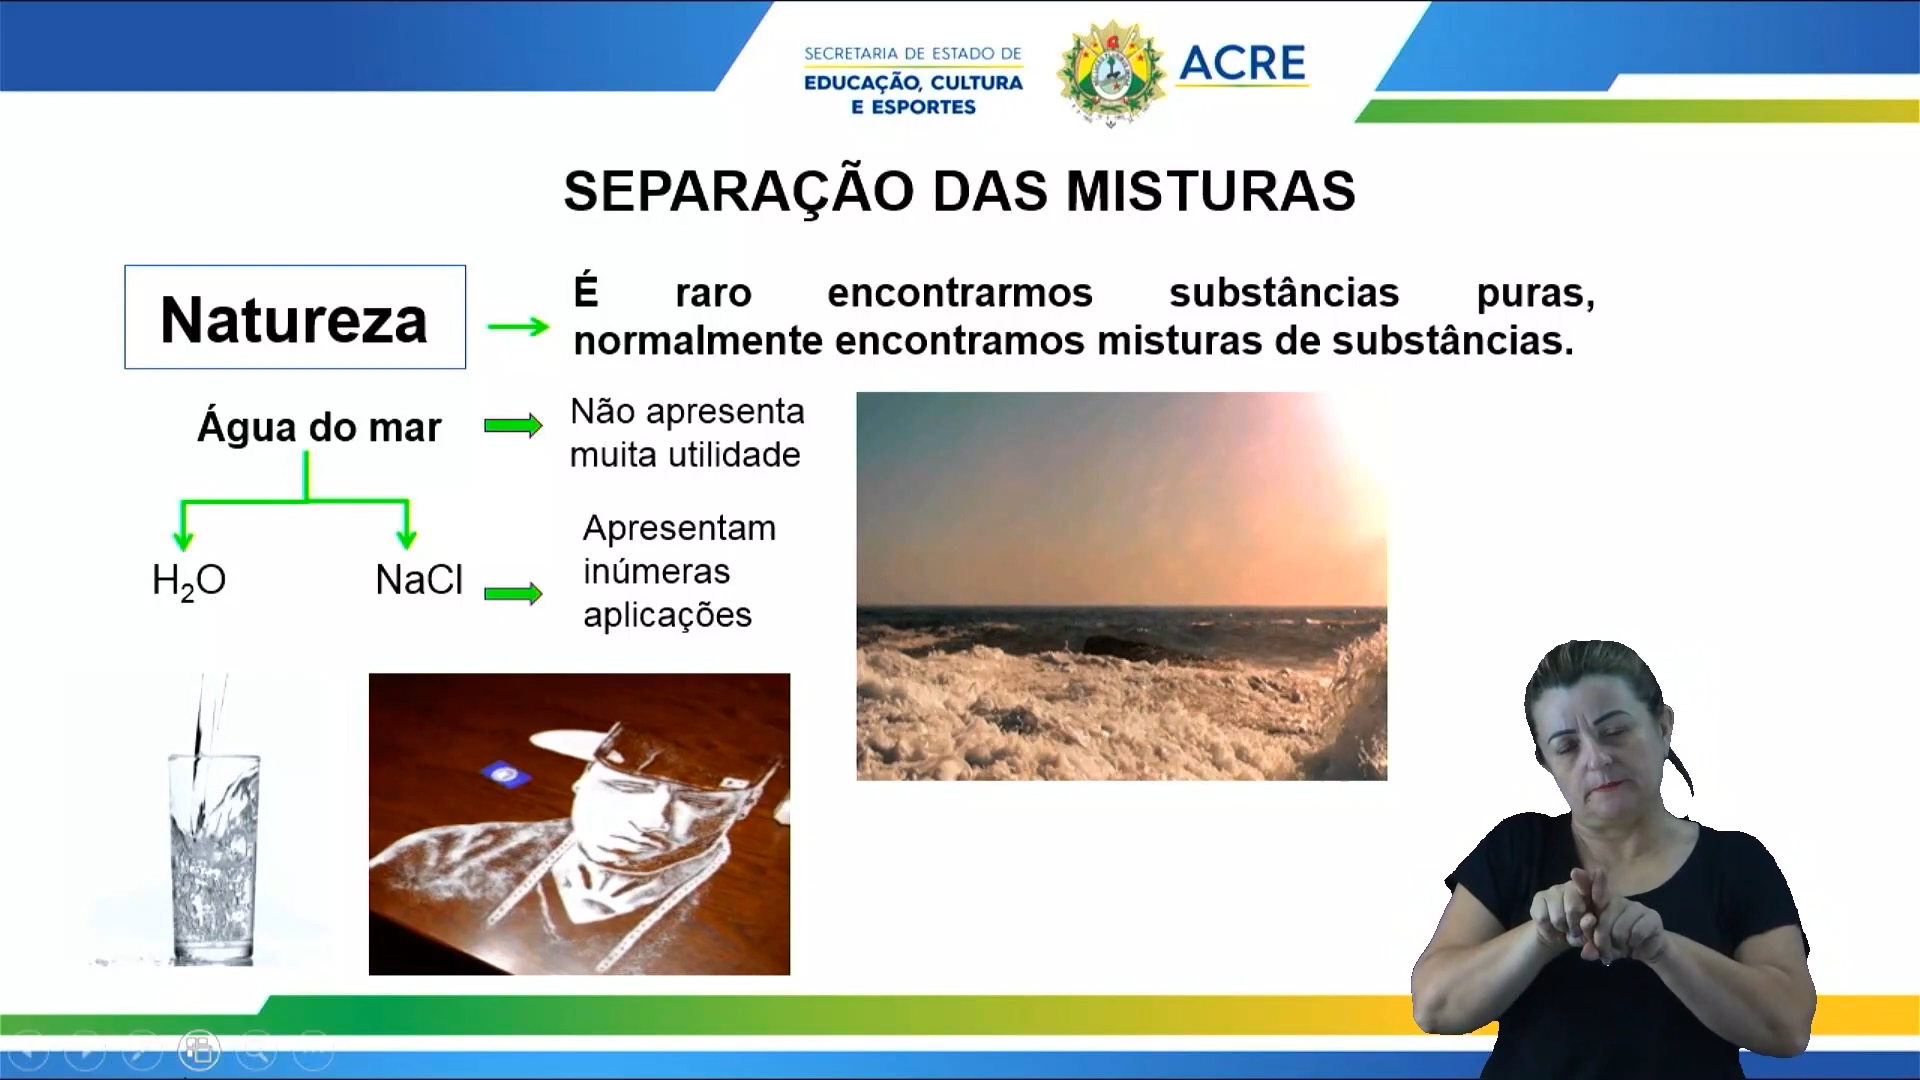 SECRETARIA DE ESTADO DE
EDUCAÇÃO, CULTURA
E ESPORTES
ACRE
SEPARAÇÃO DAS MISTURAS
Natureza
É raro encontrarmos substâncias puras,
normalmente encontramos misturas de substâncias.
Água do mar
Não apresenta
muita utilidade
H₂O
NaCl
Apresentam
inúmeras
aplicações